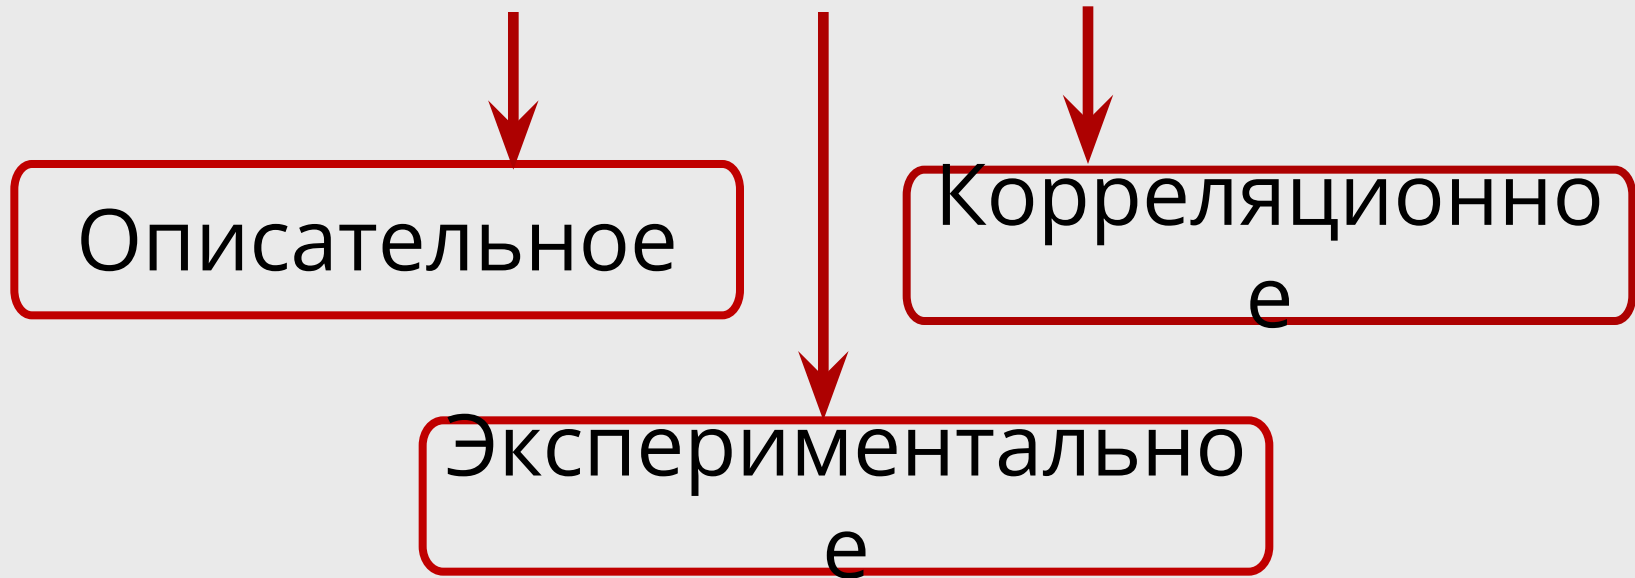 Описательное
Корреляционно
е
Экспериментально
е